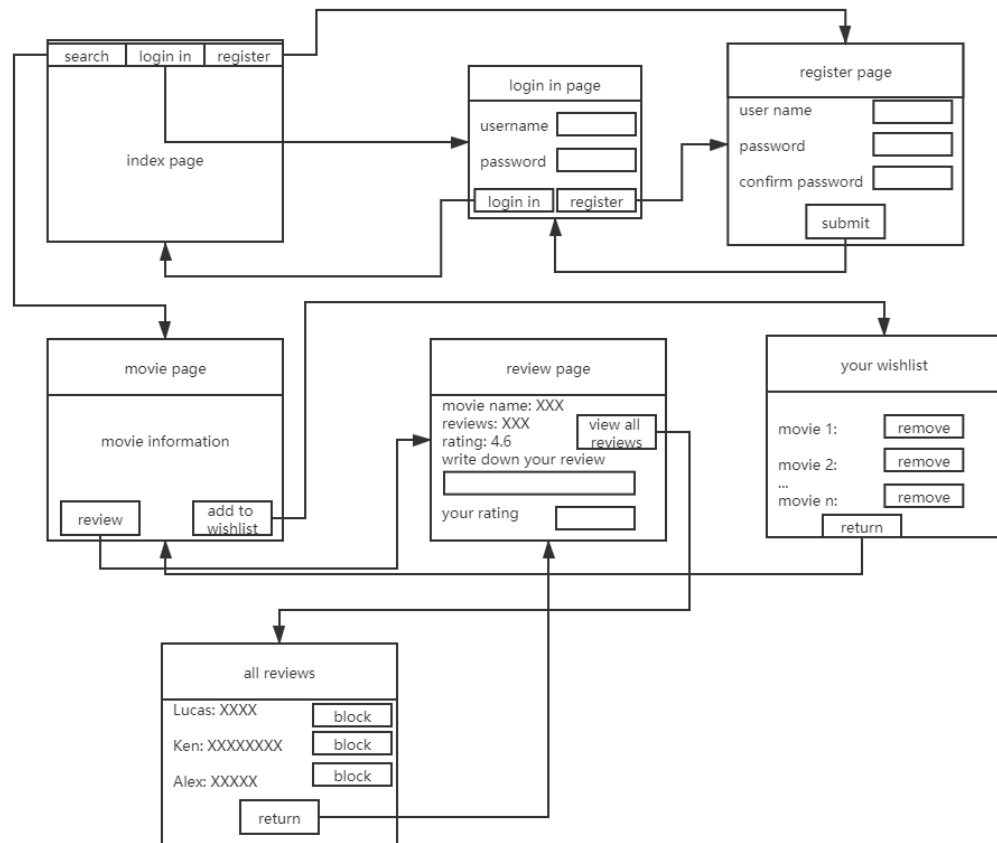 search login in register
index page
login in page
username
password
login in register
register page
user name
password
confirm password
submit
movie page
movie information
review
add to
wishlist
review page
movie name: XXX
reviews: XXX
rating: 4.6
view all
reviews
write down your review
your rating
your wishlist
movie 1: remove
movie 2: remove
...
movie n: remove
return
all reviews
Lucas: XXXX block
Ken: XXXXXXXX block
Alex: XXXXX block
return